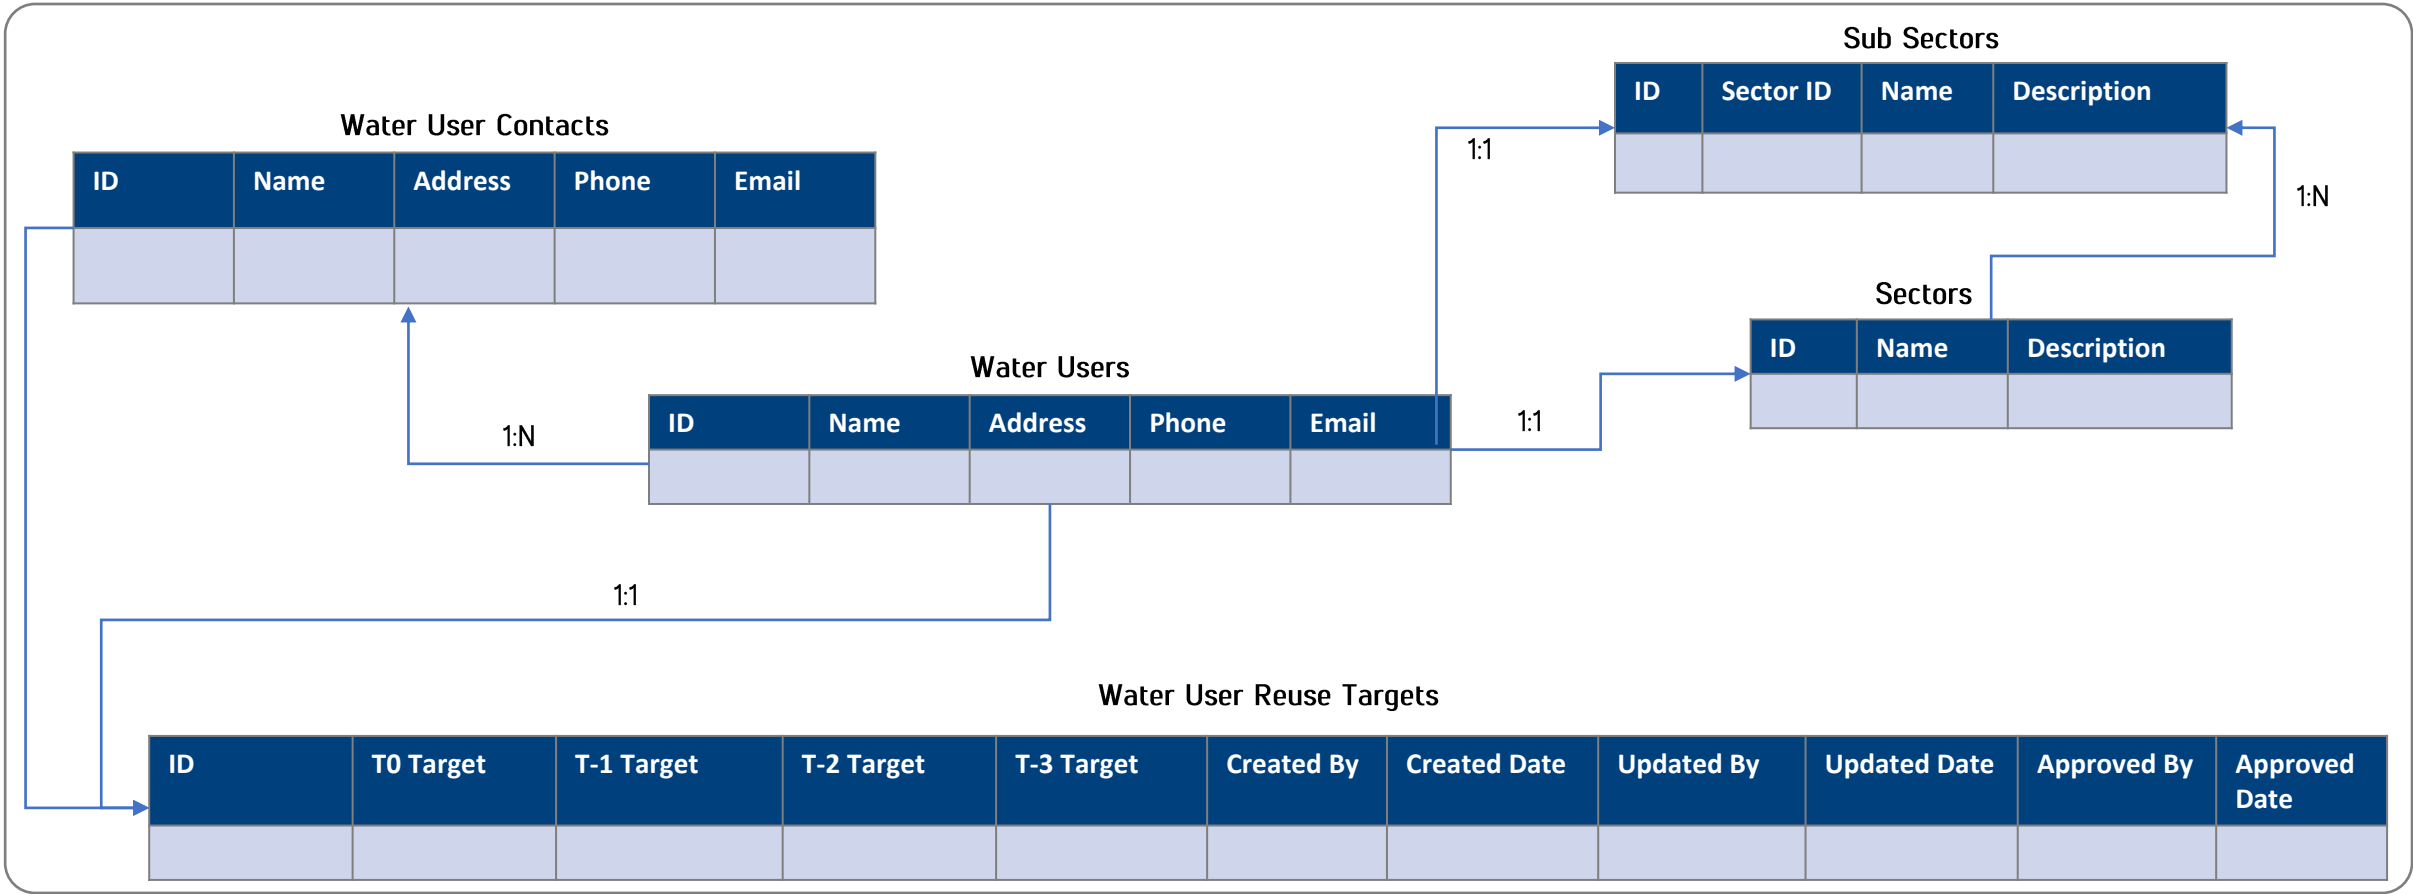 Sub Sectors
ID Sector ID Name Description
Water User Contacts
ID Name Address Phone Email
1:1
1:N
Sectors
ID Name Description
Water Users
ID Name Address Phone Email
1:N
1:1
1:1
Water User Reuse Targets
ID T0 Target T-1 Target T-2 Target T-3 Target Created By Created Date Updated By Updated Date Approved By Approved
Date